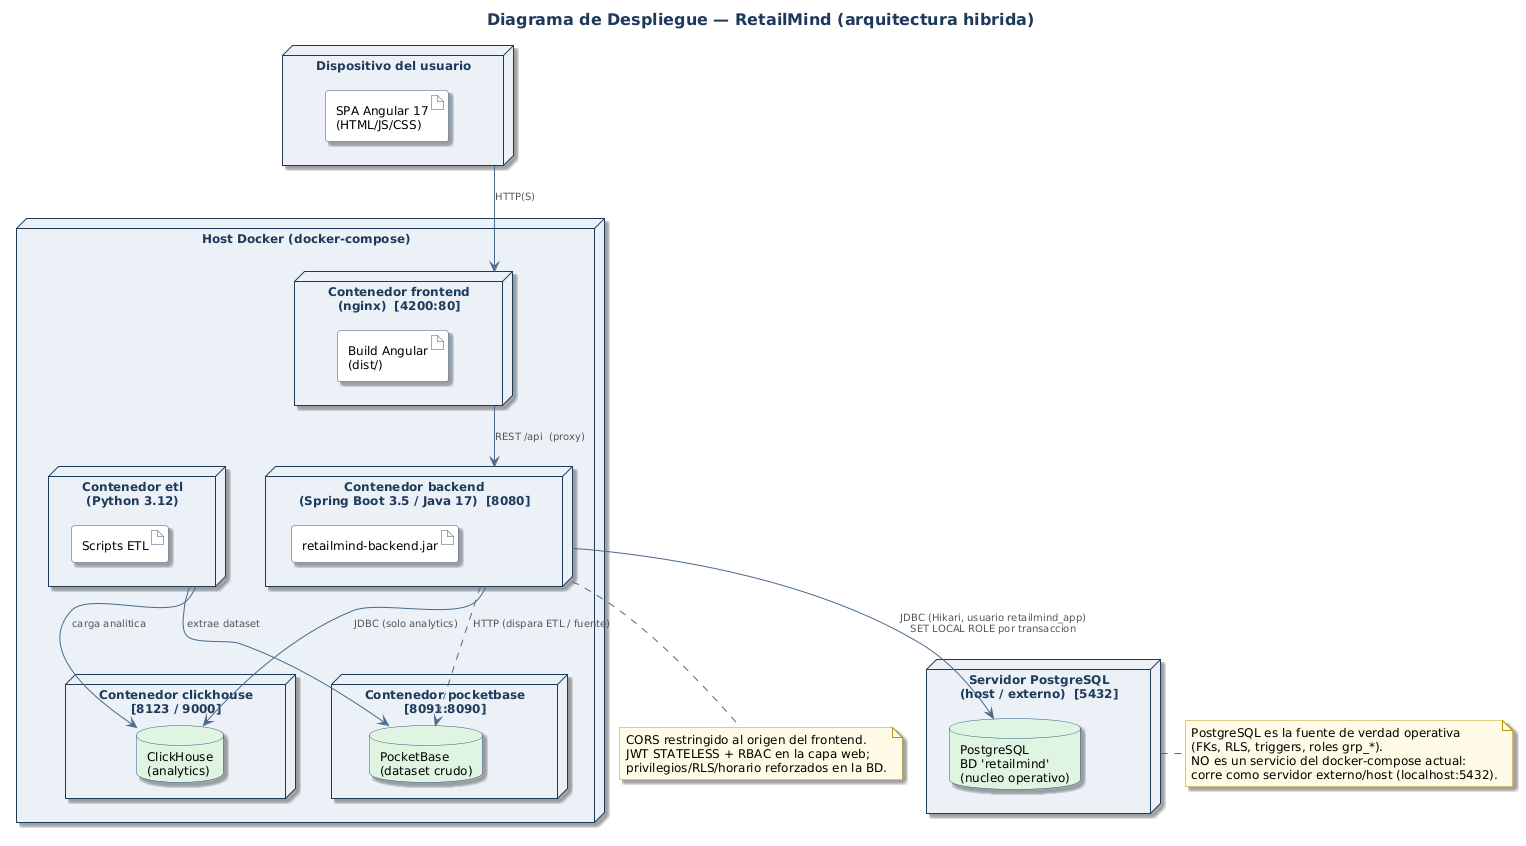 Diagrama de Despliegue — RetailMind (arquitectura hibrida)
Dispositivo del usuario
SPA Angular 17
(HTML/JS/CSS)
HTTP(S)
Host Docker (docker-compose)
Contenedor frontend
(nginx)  [4200:80]
Build Angular
(dist/)
REST /api  (proxy)
Contenedor etl
(Python 3.12)
Scripts ETL
Contenedor backend
(Spring Boot 3.5 / Java 17)  [8080]
retailmind-backend.jar
carga analitica
extrae dataset
JDBC (solo analytics)
HTTP (dispara ETL / fuente)
JDBC (Hikari, usuario retailmind_app)
SET LOCAL ROLE por transaccion
Contenedor clickhouse
[8123 / 9000]
ClickHouse
(analytics)
Contenedor pocketbase
[8091:8090]
PocketBase
(dataset crudo)
CORS restringido al origen del frontend.
JWT STATELESS + RBAC en la capa web;
privilegios/RLS/horario reforzados en la BD.
Servidor PostgreSQL
(host / externo)  [5432]
PostgreSQL
BD 'retailmind'
(nucleo operativo)
PostgreSQL es la fuente de verdad operativa
(FKs, RLS, triggers, roles grp_*).
NO es un servicio del docker-compose actual:
corre como servidor externo/host (localhost:5432).